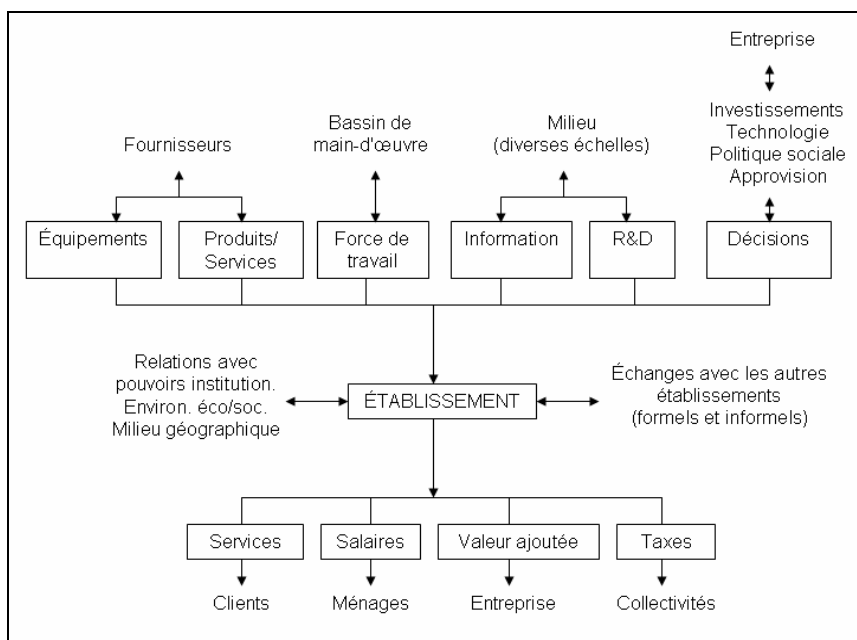 Entreprise
Investissements
Technologie
Politique sociale
Approvision
Fournisseurs
Bassin de
main-d'œuvre
Milieu
(diverses échelles)
Équipements
Produits/
Services
Force de
travail
Information
R&D
Décisions
Relations avec
pouvoirs institution.
Environ. éco/soc.
Milieu géographique
ÉTABLISSEMENT
Échanges avec les autres
établissements
(formels et informels)
Services
Salaires
Valeur ajoutée
Taxes
Clients
Ménages
Entreprise
Collectivités